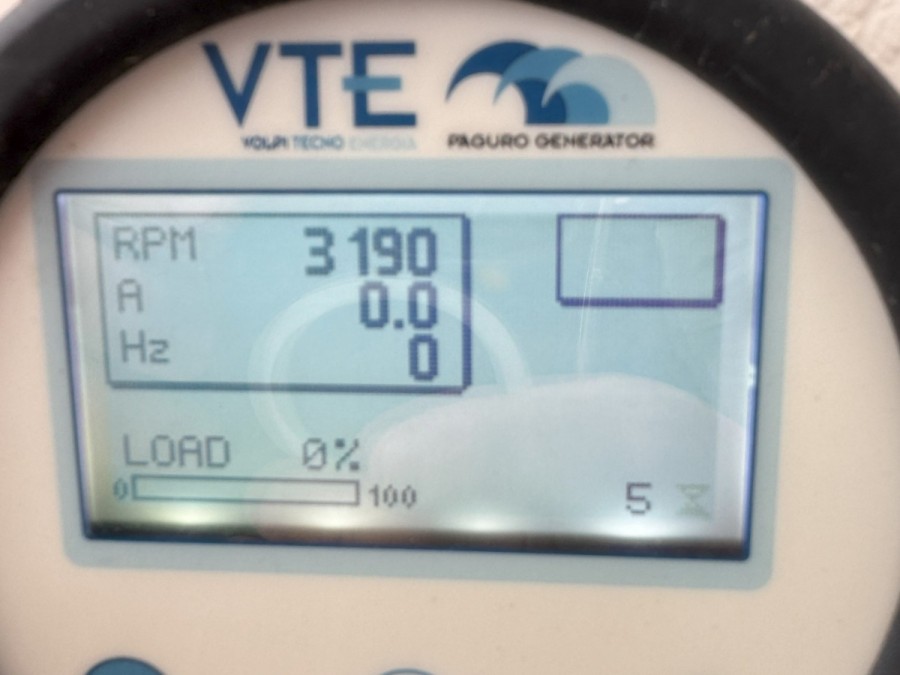 VTE
VOLPI TECNO ENERGIA
PAGURO GENERATOR
RPM 3190
A 0.0
Hz 0
LOAD 0%
0 100
5